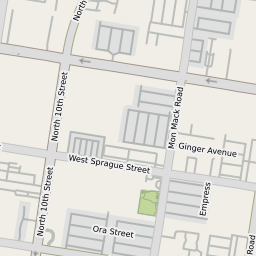 North
North 10th Street
Mon Mack Road
Ginger Avenue
West Sprague Street
North 10th Street
Empress
Ora Street
Road